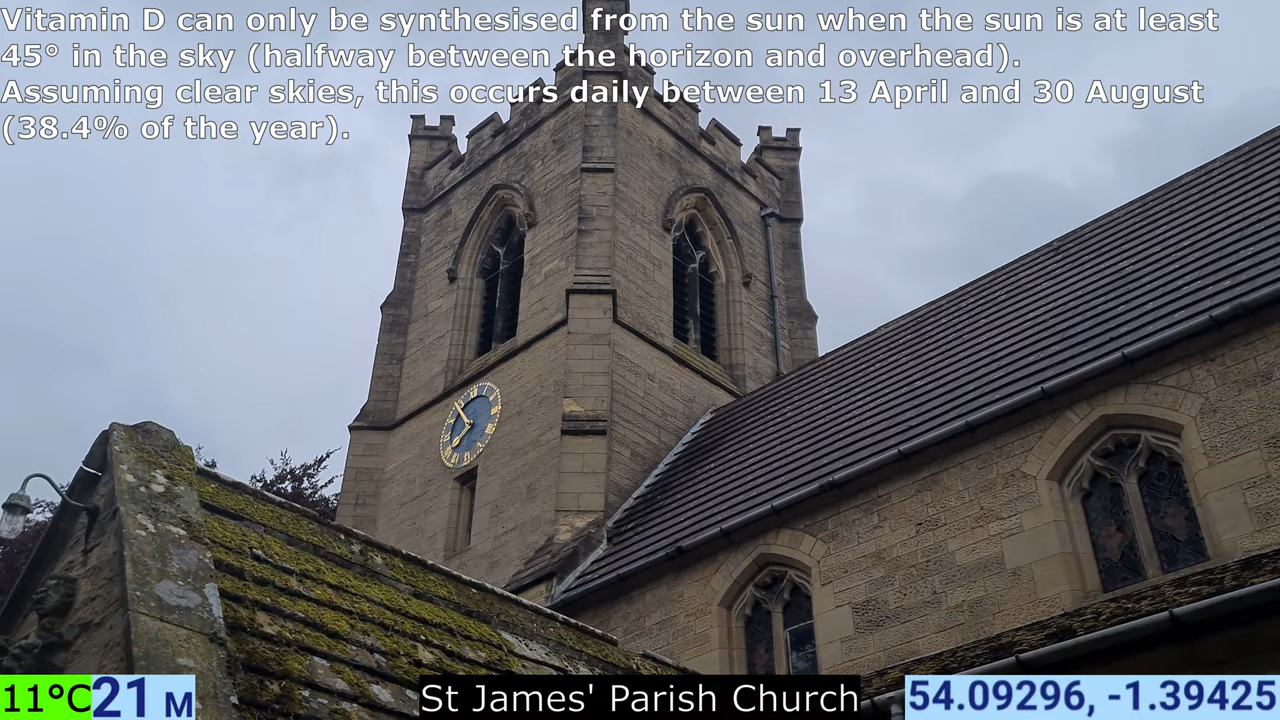 Vitamin D can only be synthesised from the sun when the sun is at least
45° in the sky (halfway between the horizon and overhead).
Assuming clear skies, this occurs daily between 13 April and 30 August
(38.4% of the year).
11°C
21 M
St James' Parish Church
54.09296, -1.39425